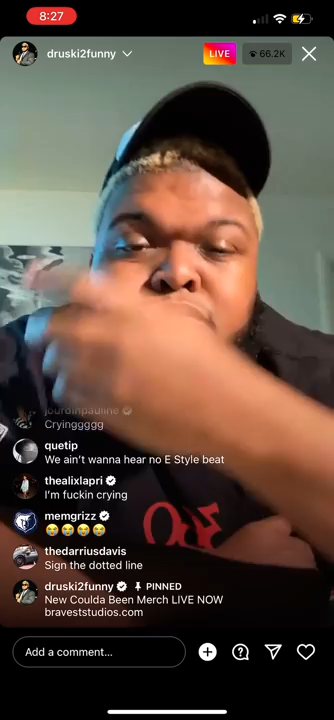 8:27
druski2funny
LIVE
66.2K
Cryinggggg
quetip
We ain't wanna hear no E Style beat
thealixlapri
I'm fuckin crying
memgrizz
😭😭😭😭
thedarriusdavis
Sign the dotted line
druski2funny PINNED
New Coulda Been Merch LIVE NOW
braveststudios.com
Add a comment...